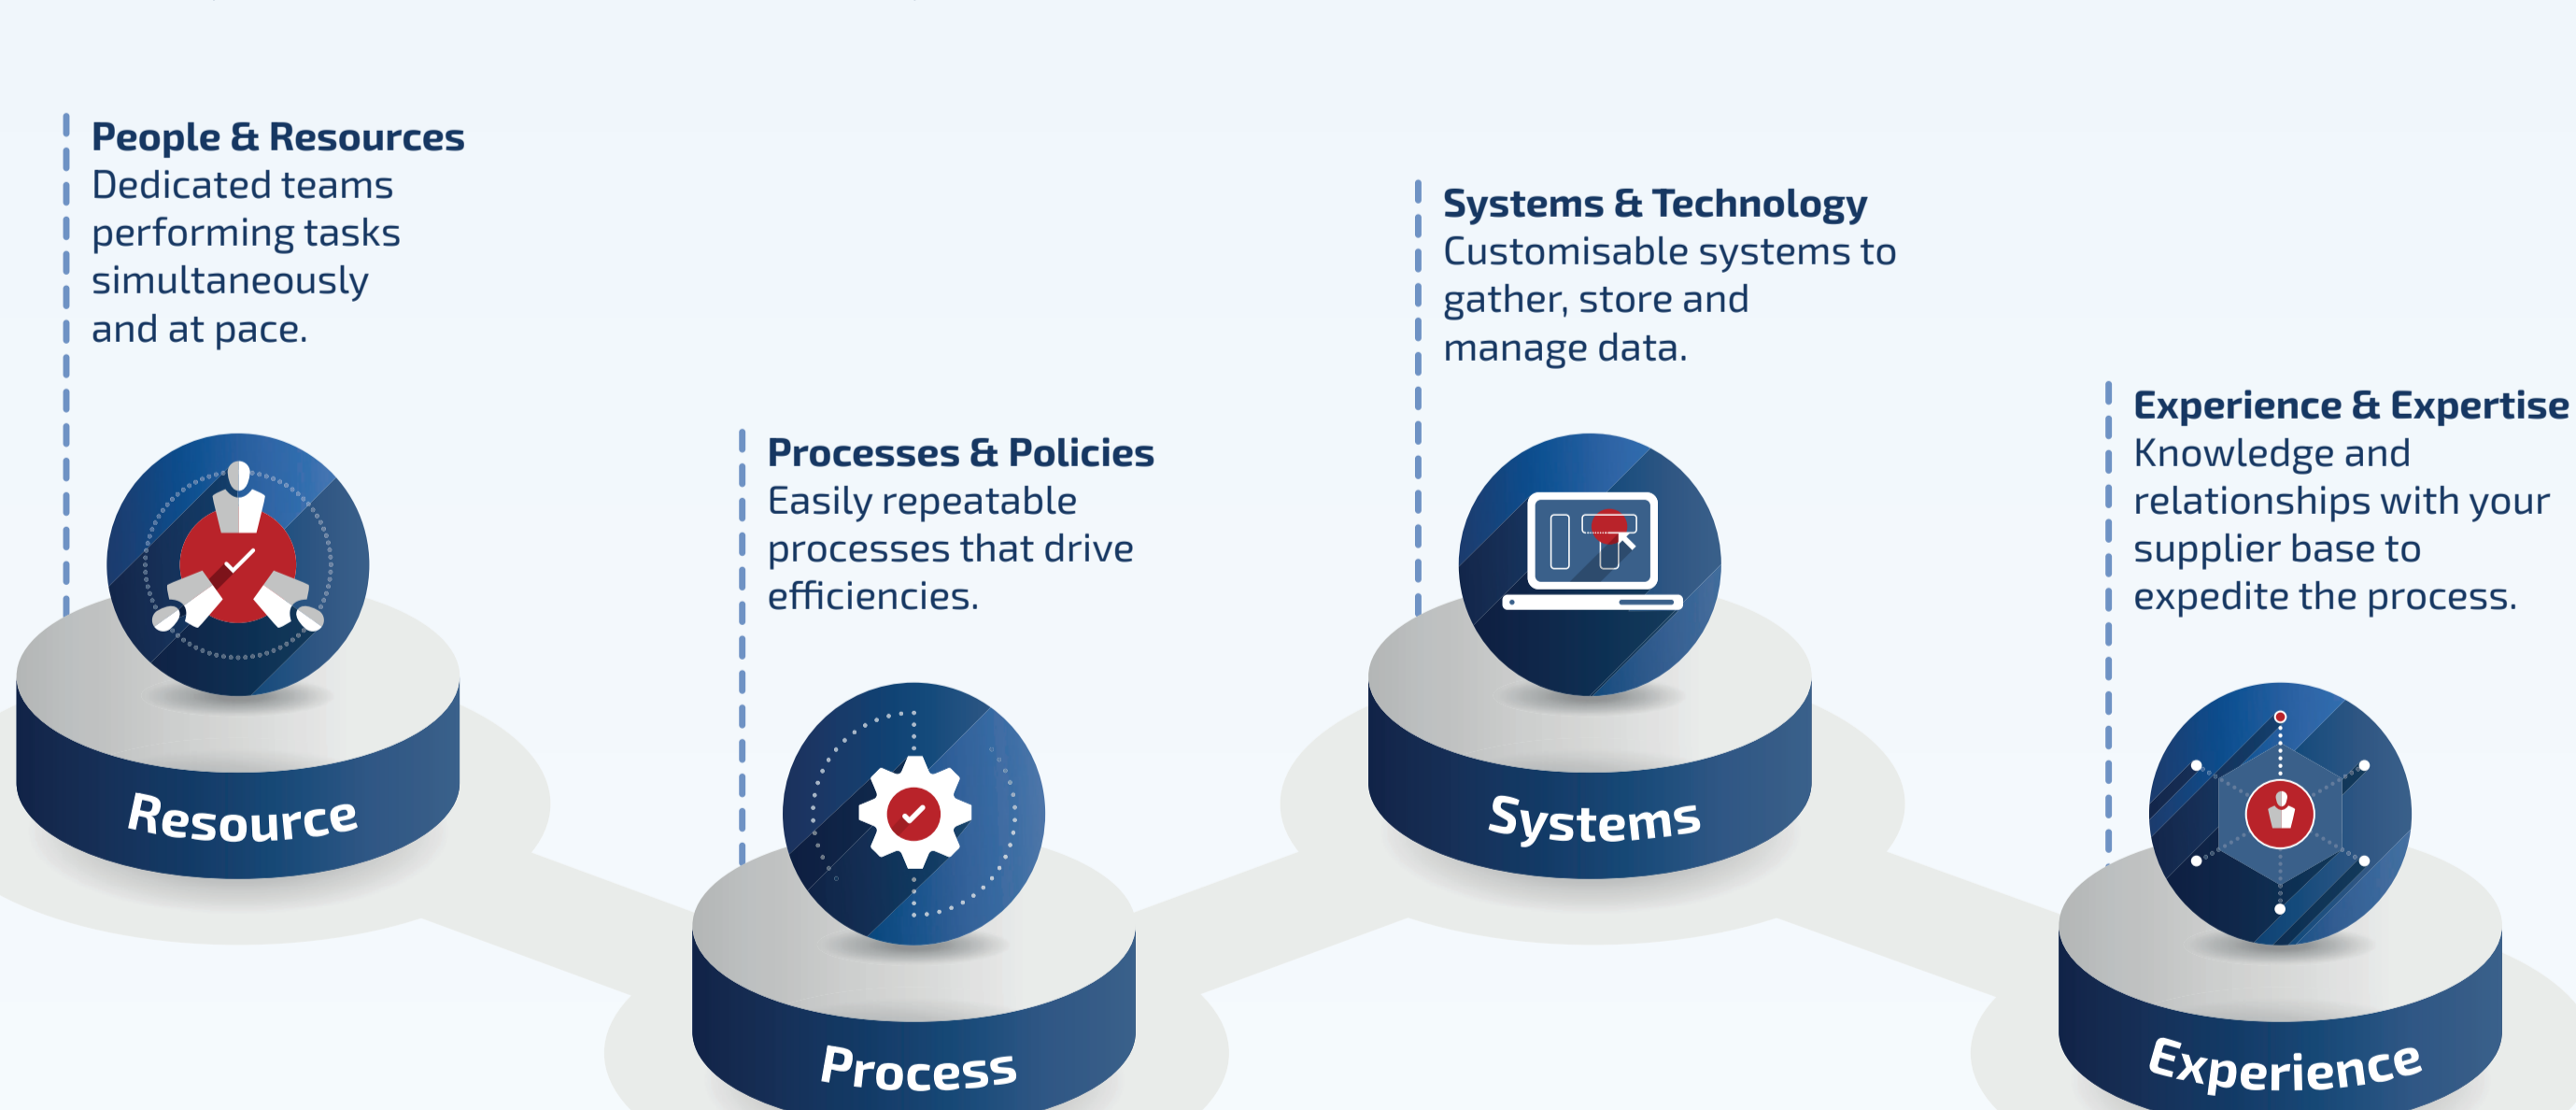 People & Resources
Dedicated teams
performing tasks
simultaneously
and at pace.
Resource
Processes & Policies
Easily repeatable
processes that drive
efficiencies.
Process
Systems & Technology
Customisable systems to
gather, store and
manage data.
Systems
Experience & Expertise
Knowledge and
relationships with your
supplier base to
expedite the process.
Experience